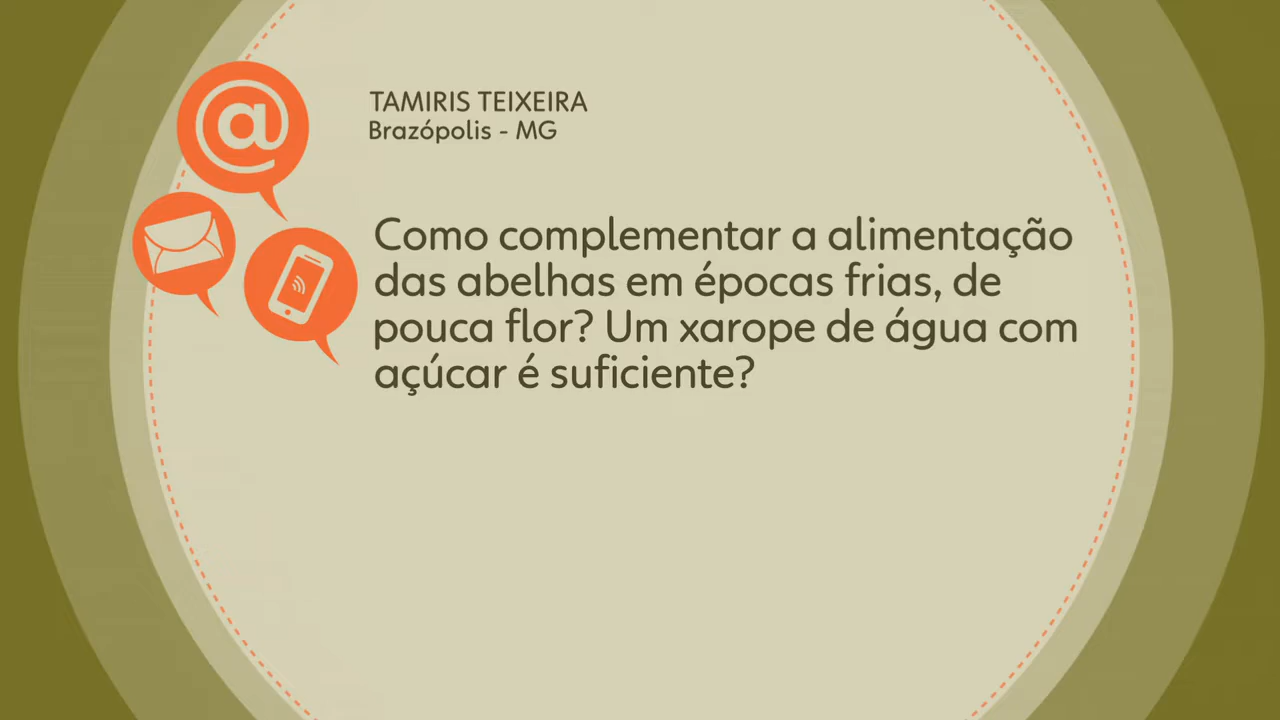 @
TAMIRIS TEIXEIRA
Brazópolis - MG
Como complementar a alimentação
das abelhas em épocas frias, de
pouca flor? Um xarope de água com
açúcar é suficiente?